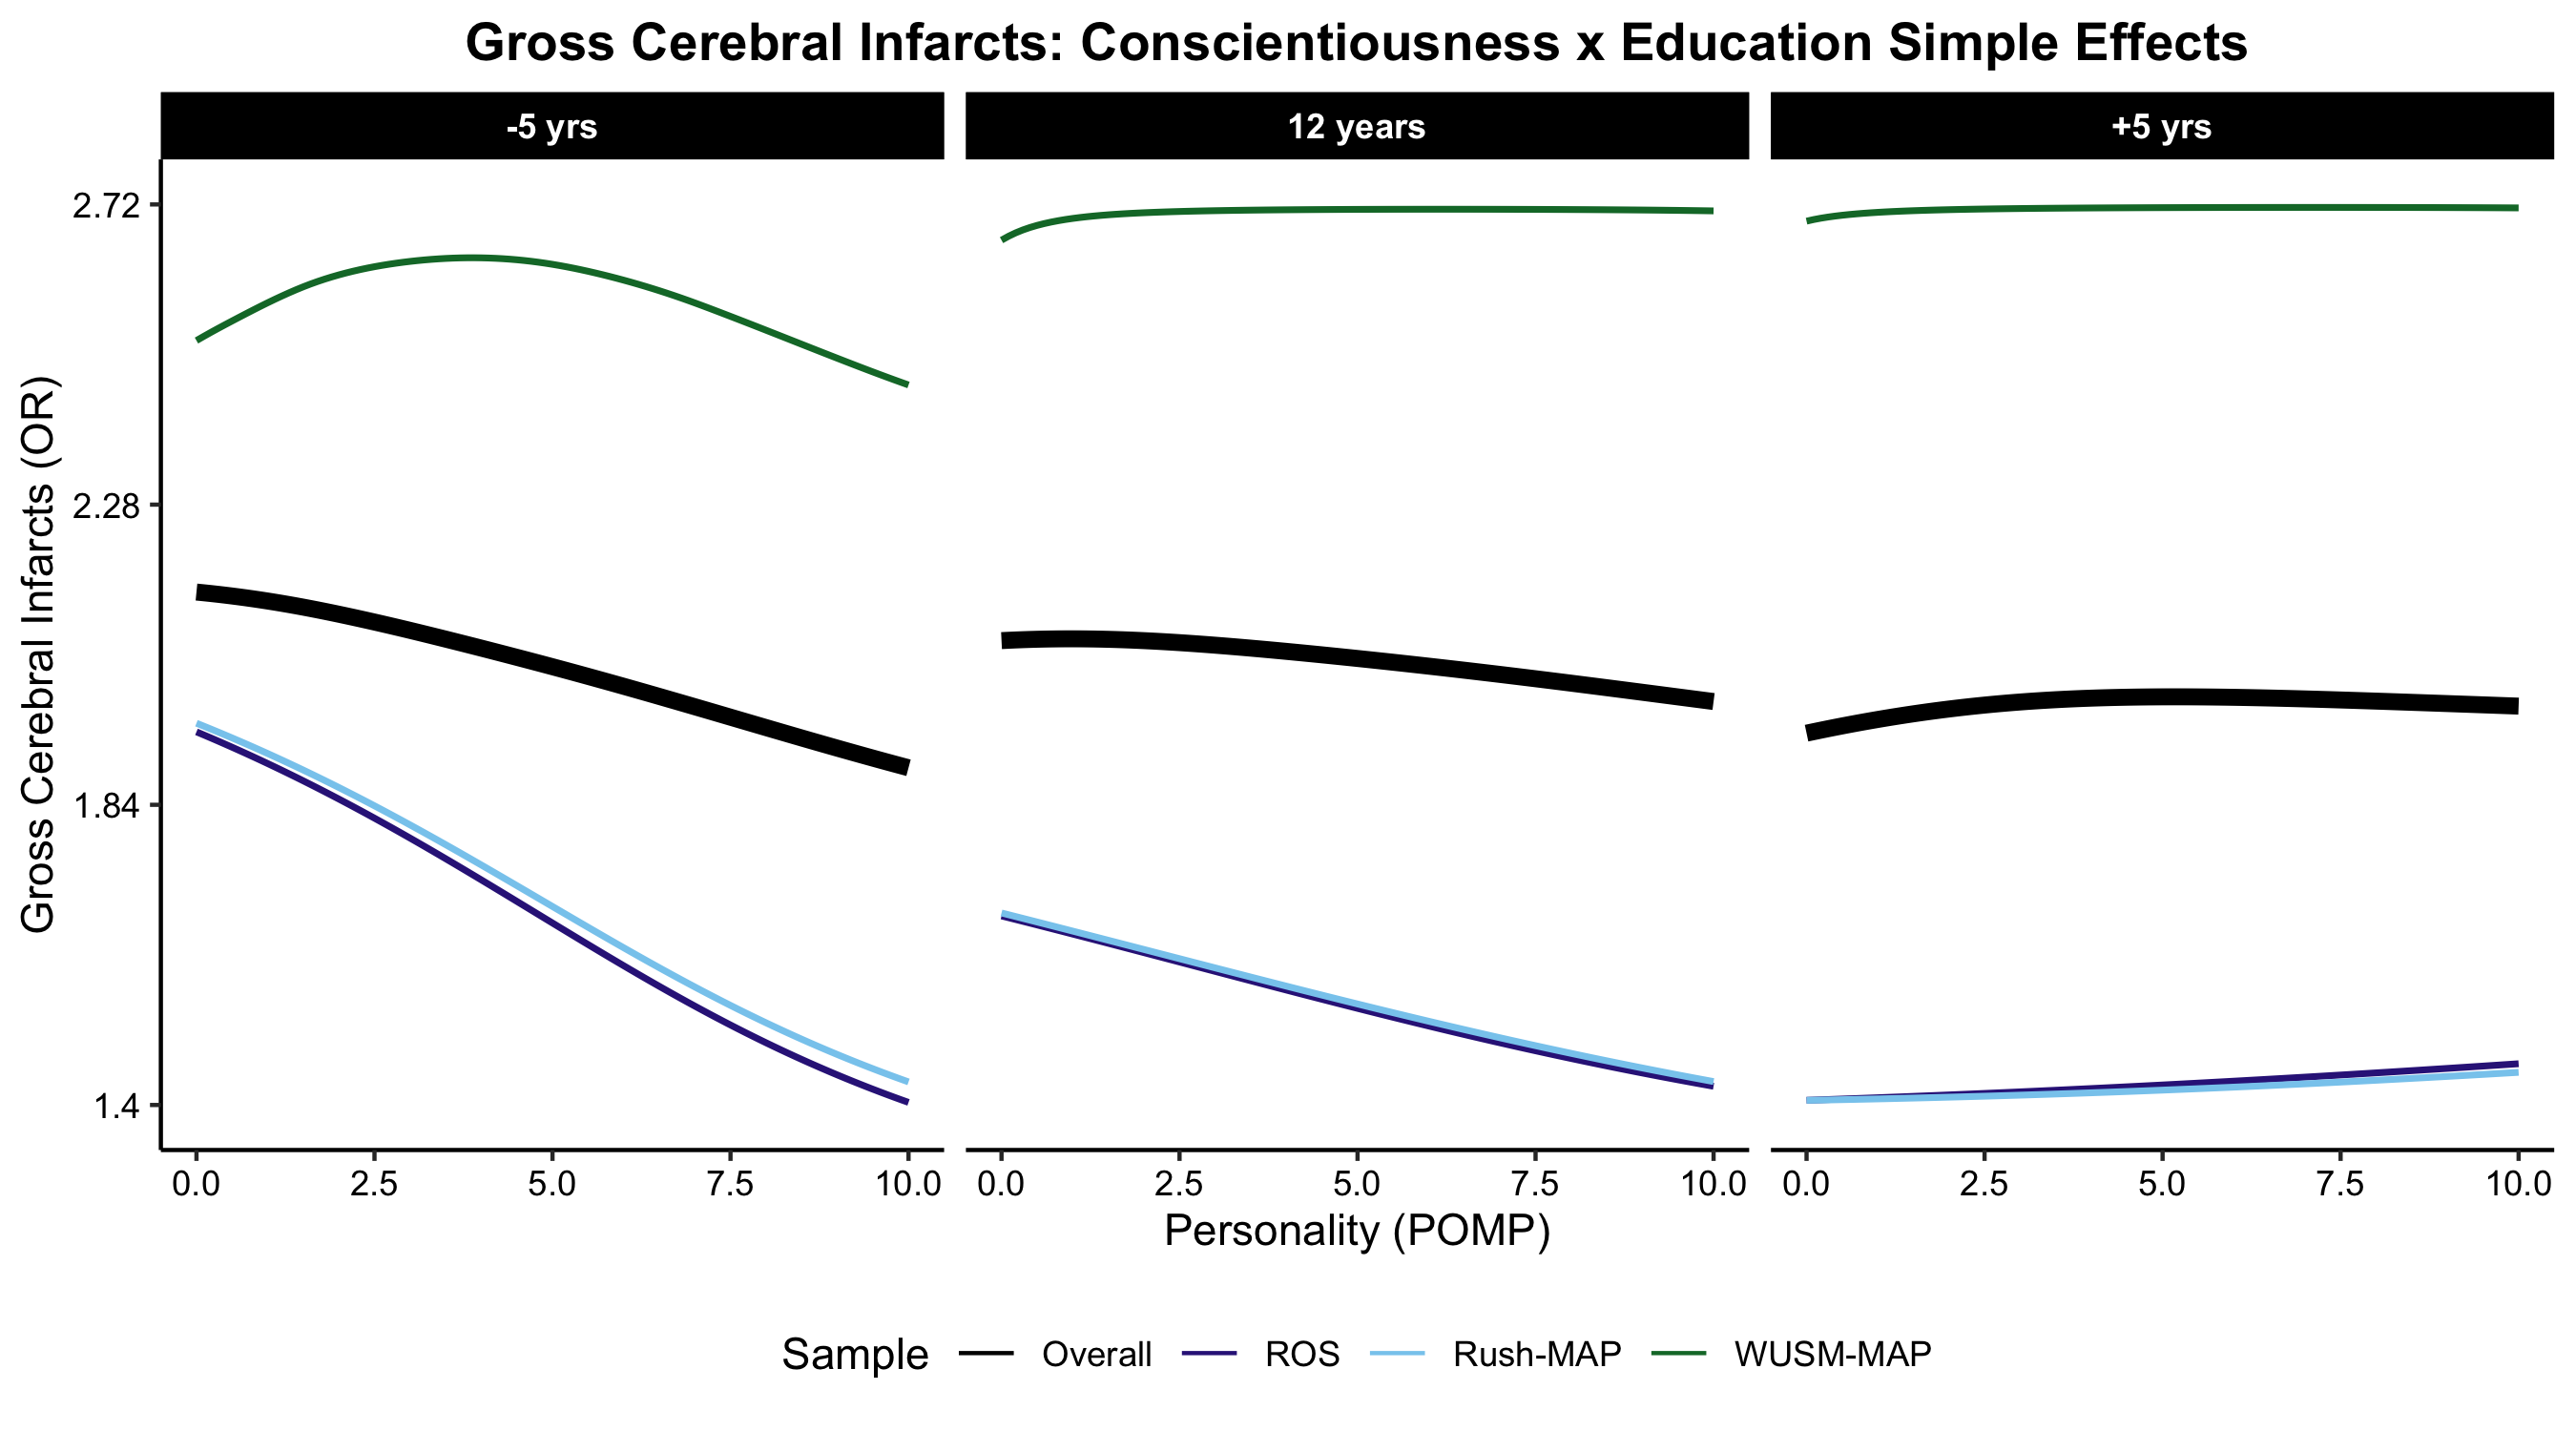 Gross Cerebral Infarcts: Conscientiousness x Education Simple Effects
-5 yrs 12 years +5 yrs
Gross Cerebral Infarcts (OR)
2.72
2.28
1.84
1.4
0.0 2.5 5.0 7.5 10.0 0.0 2.5 5.0 7.5 10.0 0.0 2.5 5.0 7.5 10.0
Personality (POMP)
Sample Overall ROS Rush-MAP WUSM-MAP